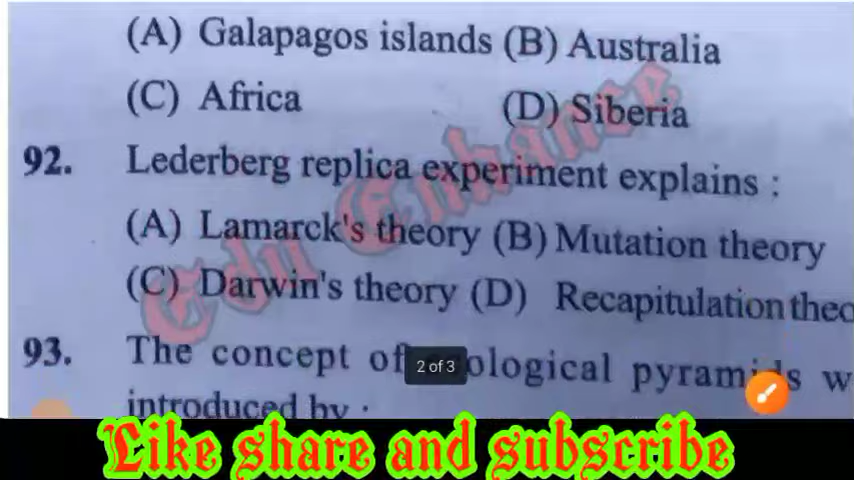 (A) Galapagos islands (B) Australia
(C) Africa (D) Siberia
92. Lederberg replica experiment explains :
(A) Lamarck's theory (B) Mutation theory
(C) Darwin's theory (D) Recapitulation theo
93. The concept of ological pyramids w
introduced by :
2 of 3
Edu Enhance
Like share and subscribe